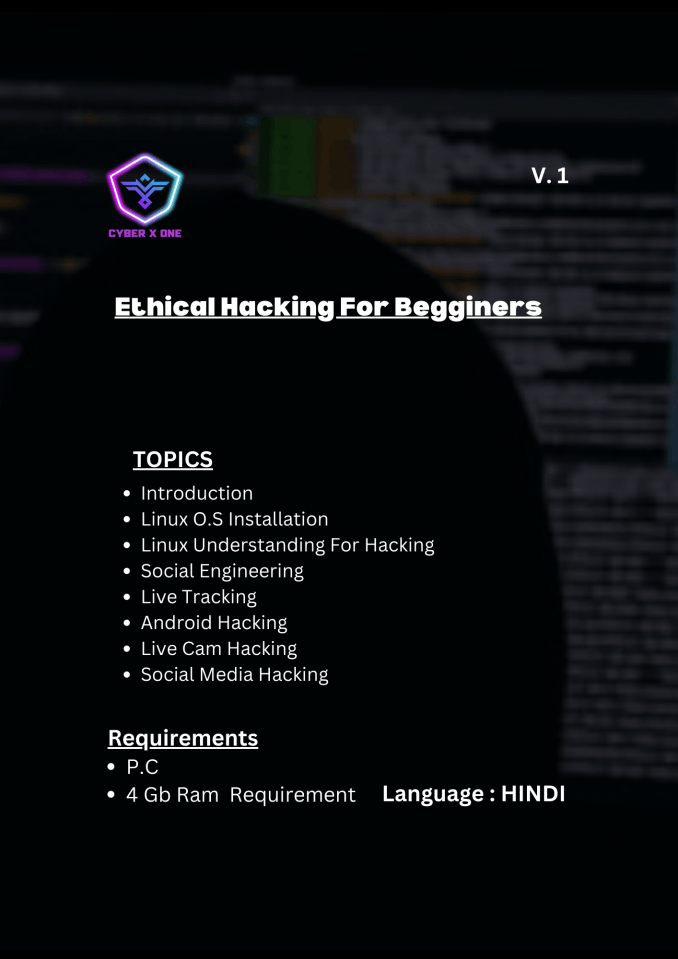 V. 1
CYBER X ONE
Ethical Hacking For Begginers
TOPICS
• Introduction
• Linux O.S Installation
• Linux Understanding For Hacking
• Social Engineering
• Live Tracking
• Android Hacking
• Live Cam Hacking
• Social Media Hacking
Requirements
• P.C
• 4 Gb Ram Requirement
Language : HINDI